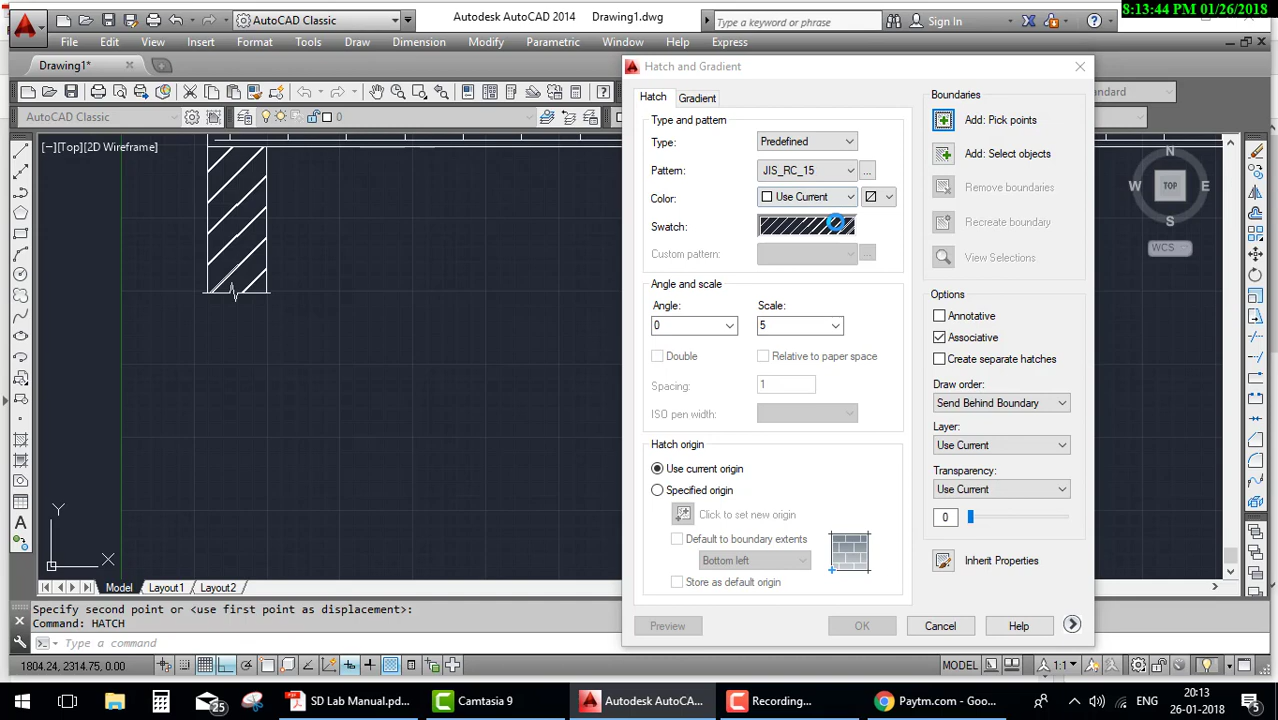 8:13:44 PM 01/26/2018
AutoCAD Classic
Autodesk AutoCAD 2014 Drawing1.dwg
Type a keyword or phrase
Sign In
File Edit View Insert Format Tools Draw Dimension Modify Parametric Window Help Express
Drawing1*
AutoCAD Classic
0
[−][Top][2D Wireframe]
Hatch and Gradient
Hatch Gradient
Type and pattern
Type: Predefined
Pattern: JIS_RC_15 ...
Color: Use Current
Swatch:
Custom pattern: ...
Angle and scale
Angle: Scale:
0 5
Double Relative to paper space
Spacing: 1
ISO pen width:
Hatch origin
Use current origin
Specified origin
Click to set new origin
Default to boundary extents
Bottom left
Store as default origin
Boundaries
Add: Pick points
Add: Select objects
Remove boundaries
Recreate boundary
View Selections
Options
Annotative
Associative
Create separate hatches
Draw order:
Send Behind Boundary
Layer:
Use Current
Transparency:
Use Current
0
Inherit Properties
Preview OK Cancel Help
andard
N
W TOP E
S
WCS
Y
X
Model Layout1 Layout2
Specify second point or <use first point as displacement>:
Command: HATCH
Type a command
1804.24, 2314.75, 0.00
MODEL 1:1
25 SD Lab Manual.pd... Camtasia 9 Autodesk AutoCA... Recording... Paytm.com - Goo...
ENG
20:13
26-01-2018
5